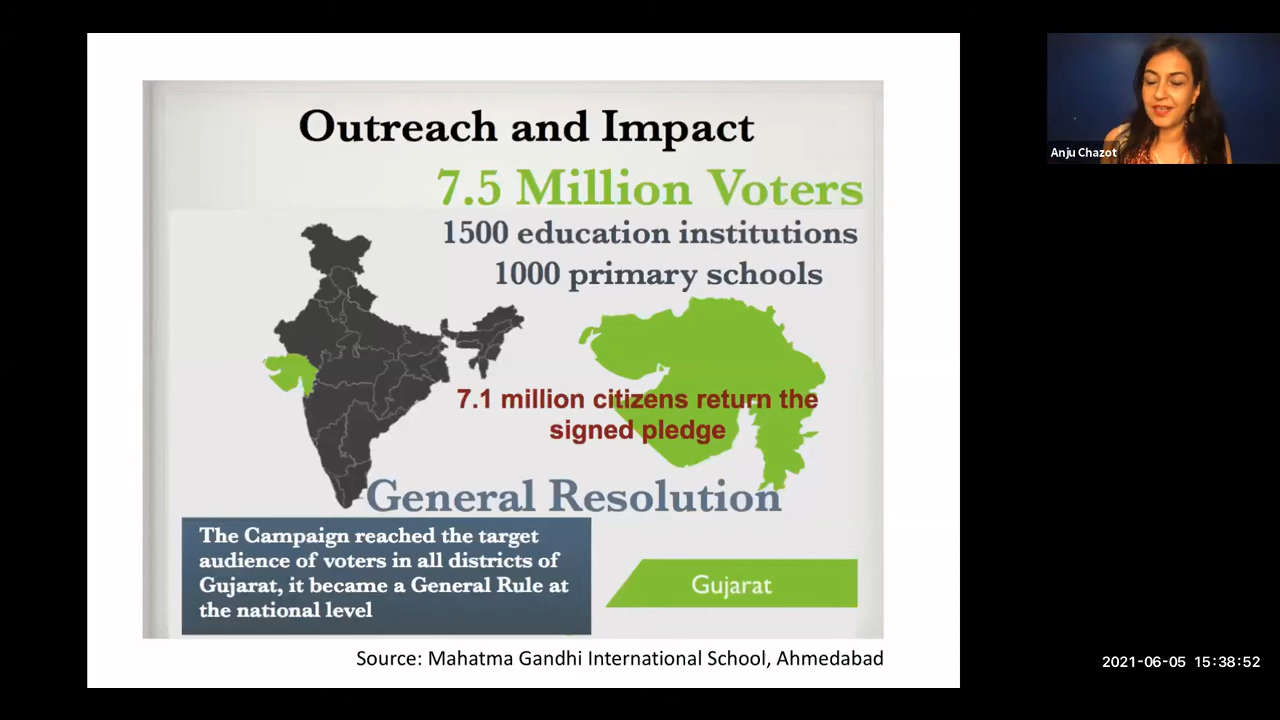 Outreach and Impact
7.5 Million Voters
1500 education institutions
1000 primary schools
7.1 million citizens return the
signed pledge
General Resolution
The Campaign reached the target
audience of voters in all districts of
Gujarat, it became a General Rule at
the national level
Gujarat
Source: Mahatma Gandhi International School, Ahmedabad
Anju Chazot
2021-06-05 15:38:52